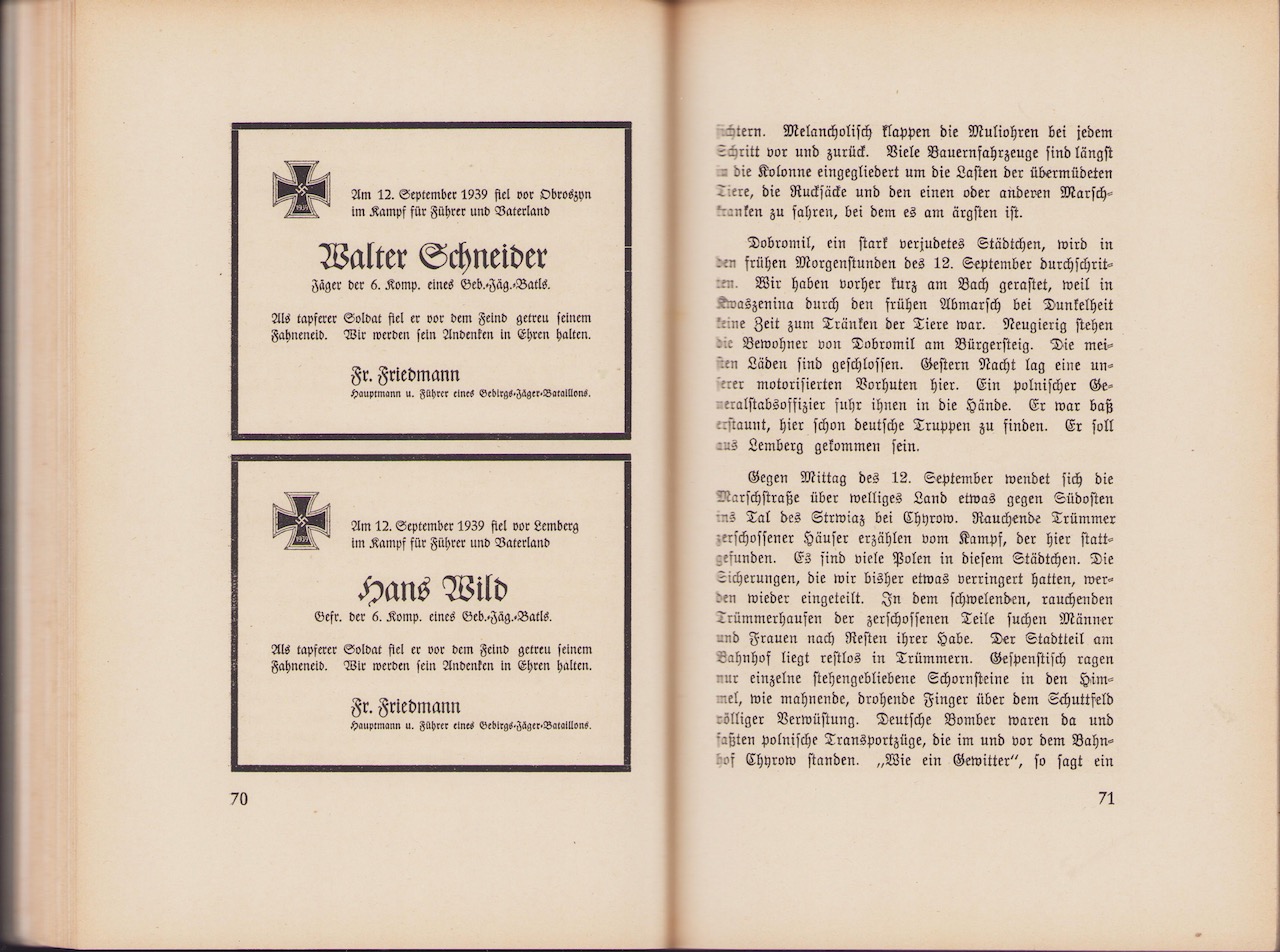 1939
Am 12. September 1939 fiel vor Obroszyn
im Kampf für Führer und Vaterland
Walter Schneider
Jäger der 6. Komp. eines Geb.-Jäg.-Batls.
Als tapferer Soldat fiel er vor dem Feind getreu seinem
Fahneneid. Wir werden sein Andenken in Ehren halten.
Fr. Friedmann
Hauptmann u. Führer eines Gebirgs-Jäger-Bataillons.
1939
Am 12. September 1939 fiel vor Lemberg
im Kampf für Führer und Vaterland
Hans Wild
Gefr. der 6. Komp. eines Geb.-Jäg.-Batls.
Als tapferer Soldat fiel er vor dem Feind getreu seinem
Fahneneid. Wir werden sein Andenken in Ehren halten.
Fr. Friedmann
Hauptmann u. Führer eines Gebirgs-Jäger-Bataillons.
70
Melancholisch klappen die Muliohren bei jedem
Schritt vor und zurück. Viele Bauernfahrzeuge sind längst
in die Kolonne eingegliedert um die Lasten der übermüdeten
Tiere, die Rucksäcke und den einen oder anderen Marsch-
kranken zu fahren, bei dem es am ärgsten ist.
Dobromil, ein stark verjudetes Städtchen, wird in
den frühen Morgenstunden des 12. September durchschrit-
ten. Wir haben vorher kurz am Bach gerastet, weil in
Kwaszenina durch den frühen Abmarsch bei Dunkelheit
keine Zeit zum Tränken der Tiere war. Neugierig stehen
die Bewohner von Dobromil am Bürgersteig. Die mei-
sten Läden sind geschlossen. Gestern Nacht lag eine un-
serer motorisierten Vorhuten hier. Ein polnischer Ge-
neralstabsoffizier fuhr ihnen in die Hände. Er war baß
erstaunt, hier schon deutsche Truppen zu finden. Er soll
aus Lemberg gekommen sein.
Gegen Mittag des 12. September wendet sich die
Marschstraße über welliges Land etwas gegen Südosten
ins Tal des Strwiaz bei Chyrow. Rauchende Trümmer
zerschossener Häuser erzählen vom Kampf, der hier statt-
gefunden. Es sind viele Polen in diesem Städtchen. Die
Sicherungen, die wir bisher etwas verringert hatten, wer-
den wieder eingeteilt. In dem schwelenden, rauchenden
Trümmerhaufen der zerschossenen Teile suchen Männer
und Frauen nach Resten ihrer Habe. Der Stadtteil am
Bahnhof liegt restlos in Trümmern. Gespenstisch ragen
nur einzelne stehengebliebene Schornsteine in den Him-
mel, wie mahnende, drohende Finger über dem Schuttfeld
völliger Verwüstung. Deutsche Bomber waren da und
faßten polnische Transportzüge, die im und vor dem Bahn-
hof Chyrow standen. „Wie ein Gewitter“, so sagt ein
71